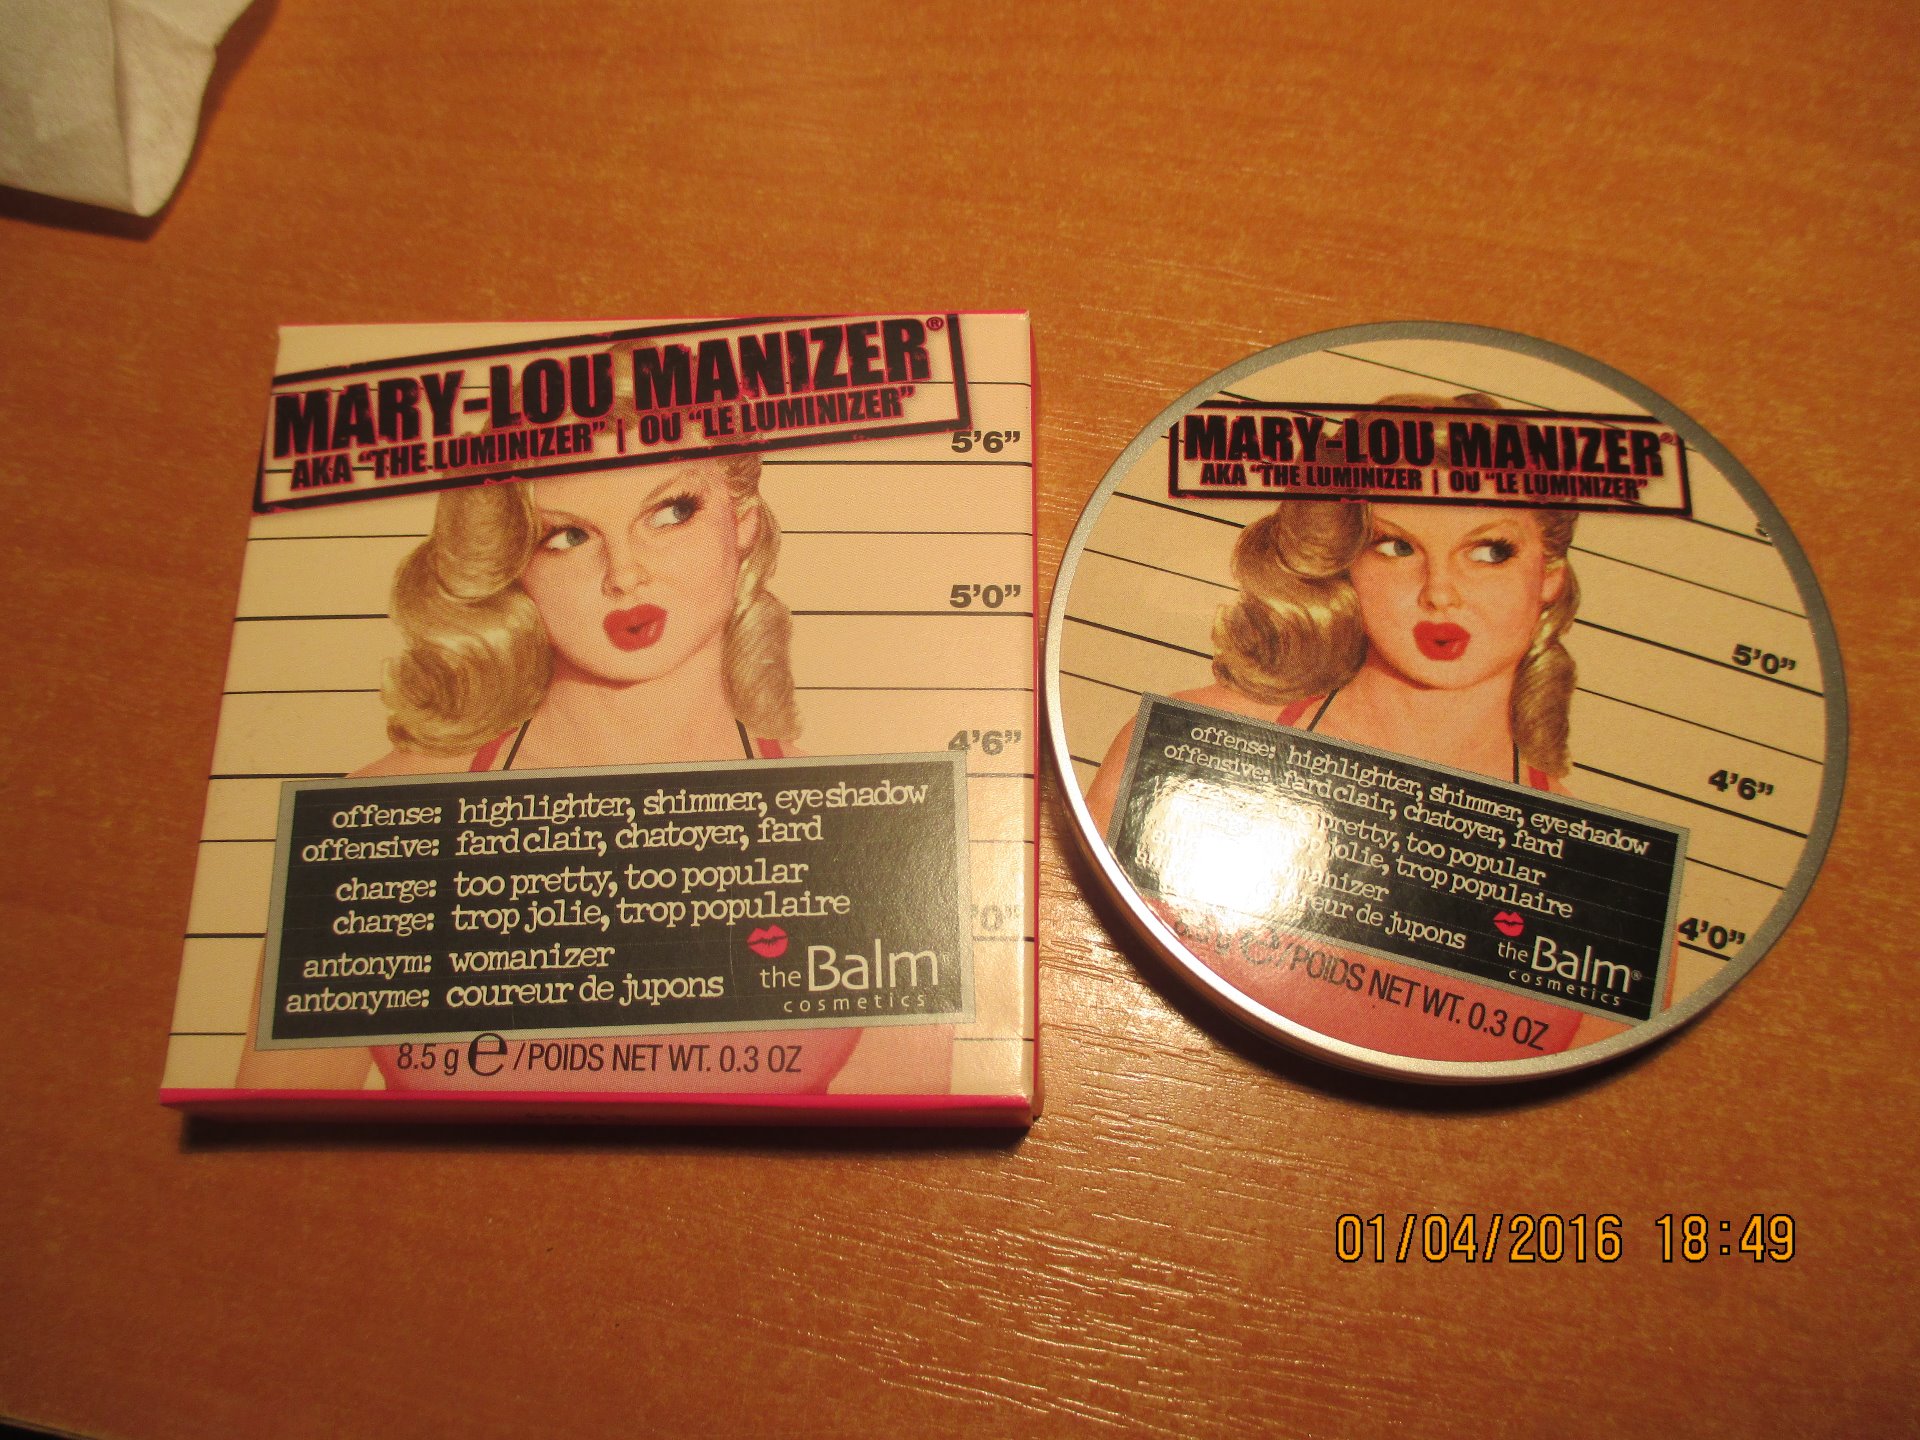 MARY-LOU MANIZER®
AKA "THE LUMINIZER" | OU "LE LUMINIZER"
5'6"
5'0"
4'6"
4'0"
offense: highlighter, shimmer, eyeshadow
offensive: fard clair, chatoyer, fard
charge: too pretty, too popular
charge: trop jolie, trop populaire
antonym: womanizer
antonyme: coureur de jupons
the Balm
cosmetics
8.5 g e /POIDS NET WT. 0.3 OZ
MARY-LOU MANIZER®
AKA "THE LUMINIZER | OU "LE LUMINIZER"
5'0"
4'6"
4'0"
offense: highlighter, shimmer, eyeshadow
offensive: fard clair, chatoyer, fard
too pretty, too popular
jolie, trop populaire
manizer
reur de jupons
the Balm®
cosmetics
/POIDS NET WT. 0.3 OZ
01/04/2016 18:49